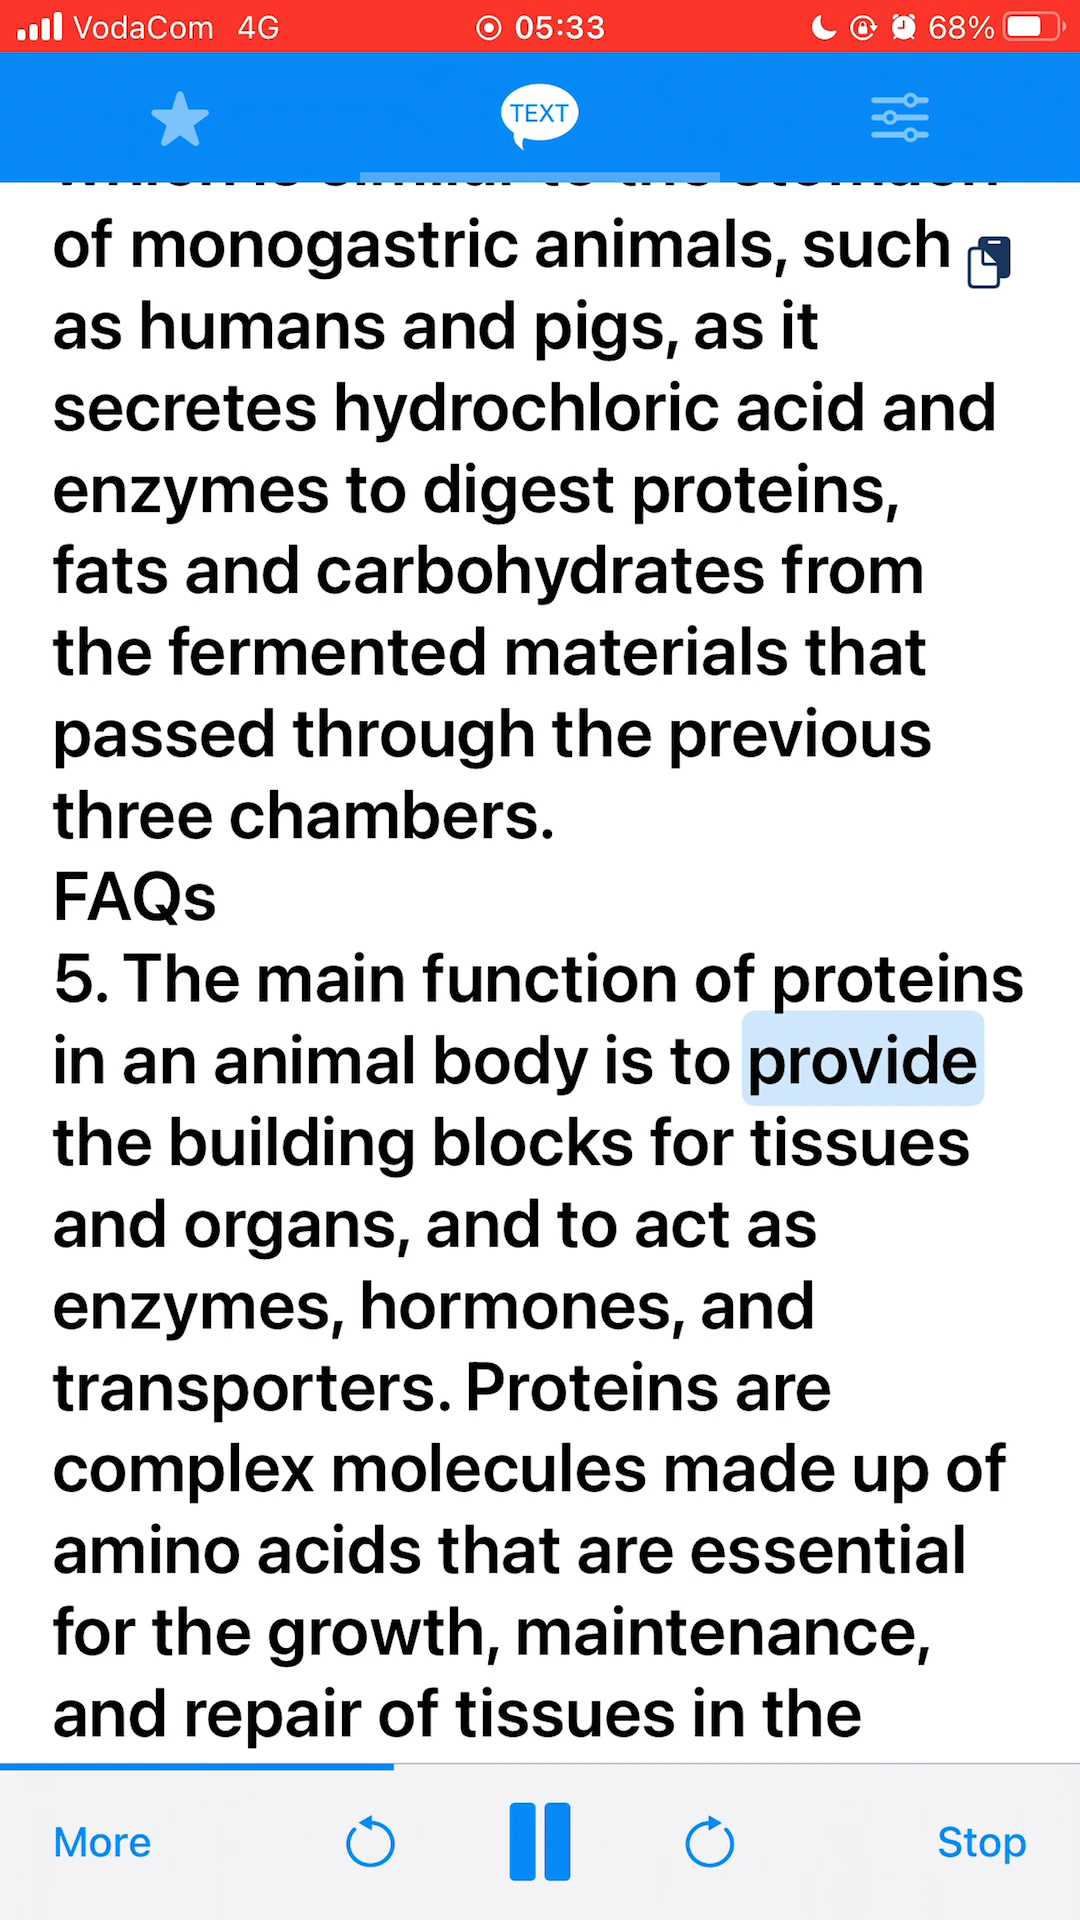 VodaCom 4G 05:33 68%
TEXT
of monogastric animals, such
as humans and pigs, as it
secretes hydrochloric acid and
enzymes to digest proteins,
fats and carbohydrates from
the fermented materials that
passed through the previous
three chambers.
FAQs
5. The main function of proteins
in an animal body is to provide
the building blocks for tissues
and organs, and to act as
enzymes, hormones, and
transporters. Proteins are
complex molecules made up of
amino acids that are essential
for the growth, maintenance,
and repair of tissues in the
More Stop